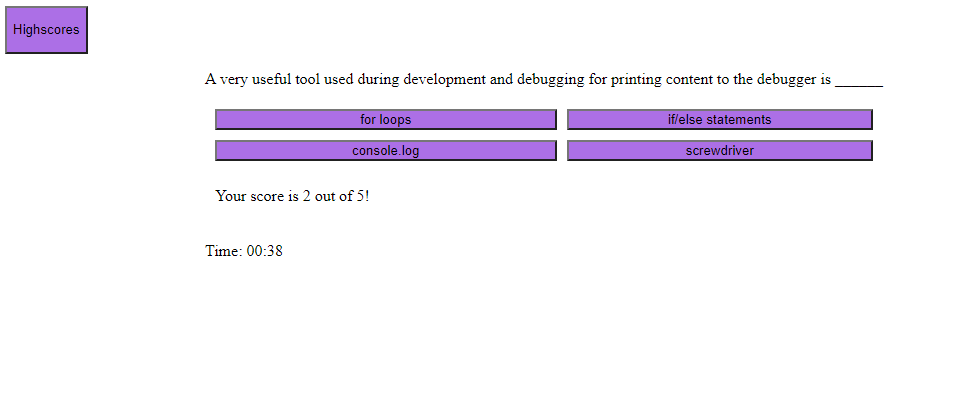 Highscores
A very useful tool used during development and debugging for printing content to the debugger is ______
for loops
if/else statements
console.log
screwdriver
Your score is 2 out of 5!
Time: 00:38